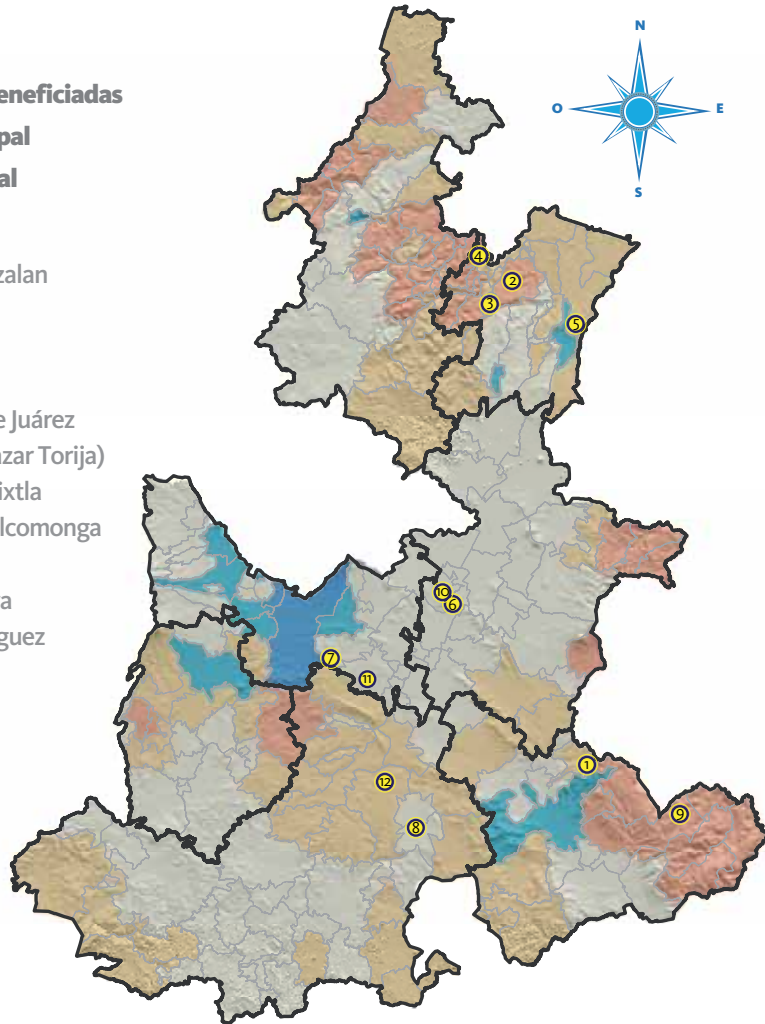 eneficiadas
pal
al
zalan
e Juárez
azar Torija)
ixtla
lcomonga
a
guez
N
O
E
S
4
2
3
5
10
6
7
11
1
12
9
8